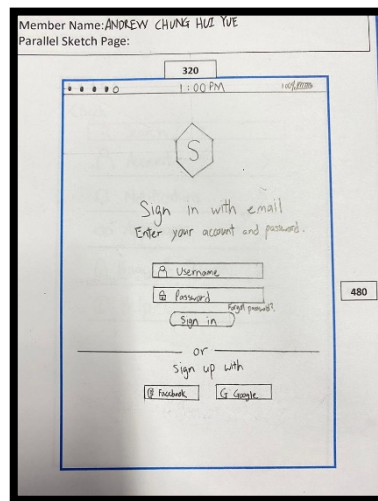 Member Name: ANDREW CHUNG HUI YUE
Parallel Sketch Page:
320
1:00 PM
100%
S
Sign in with email
Enter your account and password.
Username
Password
480
Forgot password?
Sign in
or
Sign up with
Facebook
G Google